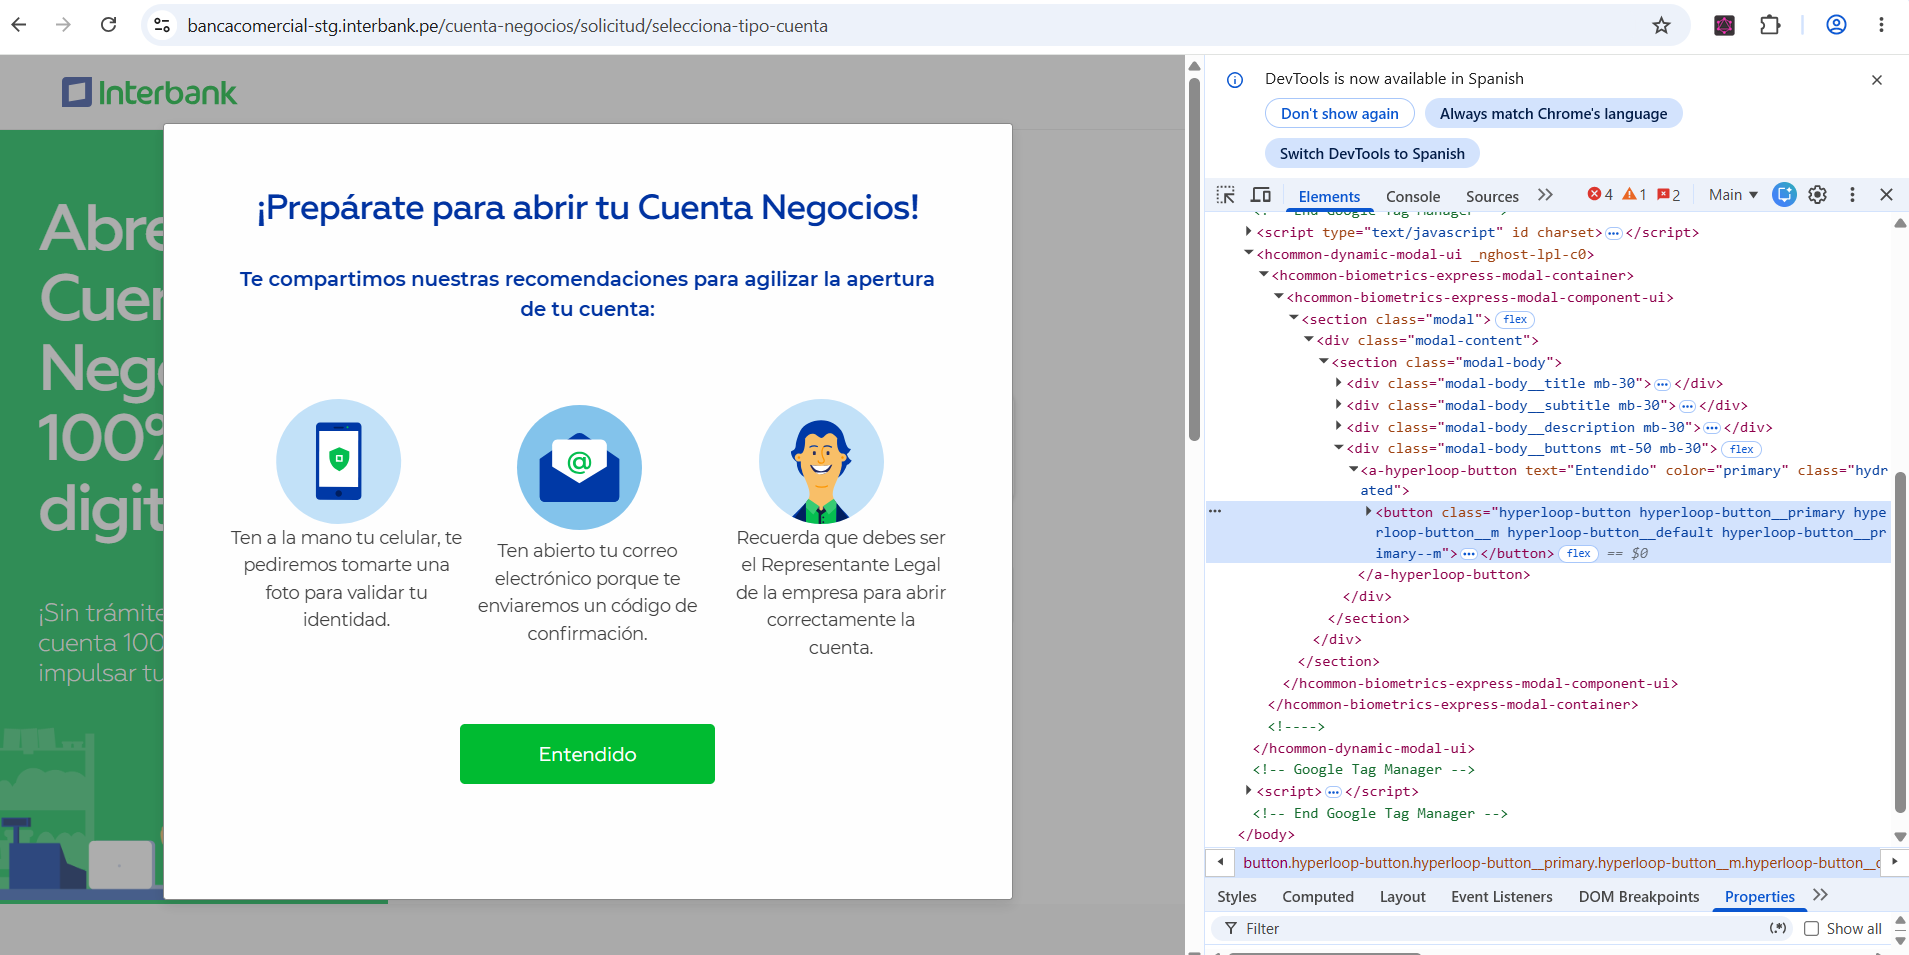 bancacomercial-stg.interbank.pe/cuenta-negocios/solicitud/selecciona-tipo-cuenta
Interbank
Abre
Cuen
Nego
100%
digit
¡Sin trámite
cuenta 100
impulsar tu
¡Prepárate para abrir tu Cuenta Negocios!
Te compartimos nuestras recomendaciones para agilizar la apertura
de tu cuenta:
@
Ten a la mano tu celular, te
pediremos tomarte una
foto para validar tu
identidad.
Ten abierto tu correo
electrónico porque te
enviaremos un código de
confirmación.
Recuerda que debes ser
el Representante Legal
de la empresa para abrir
correctamente la
cuenta.
Entendido
DevTools is now available in Spanish
Don't show again
Always match Chrome's language
Switch DevTools to Spanish
Elements Console Sources 4 1 2 Main
<!-- End Google Tag Manager -->
<script type="text/javascript" id charset>…</script>
<hcommon-dynamic-modal-ui _nghost-lpl-c0>
<hcommon-biometrics-express-modal-container>
<hcommon-biometrics-express-modal-component-ui>
<section class="modal"> flex
<div class="modal-content">
<section class="modal-body">
<div class="modal-body__title mb-30">…</div>
<div class="modal-body__subtitle mb-30">…</div>
<div class="modal-body__description mb-30">…</div>
<div class="modal-body__buttons mt-50 mb-30"> flex
<a-hyperloop-button text="Entendido" color="primary" class="hydr
ated">
<button class="hyperloop-button hyperloop-button__primary hype
rloop-button__m hyperloop-button__default hyperloop-button__pr
imary--m">…</button> flex == $0
</a-hyperloop-button>
</div>
</section>
</div>
</section>
</hcommon-biometrics-express-modal-component-ui>
</hcommon-biometrics-express-modal-container>
<!---->
</hcommon-dynamic-modal-ui>
<!-- Google Tag Manager -->
<script>…</script>
<!-- End Google Tag Manager -->
</body>
button.hyperloop-button.hyperloop-button__primary.hyperloop-button__m.hyperloop-button__d
Styles Computed Layout Event Listeners DOM Breakpoints Properties
Filter (.*) Show all